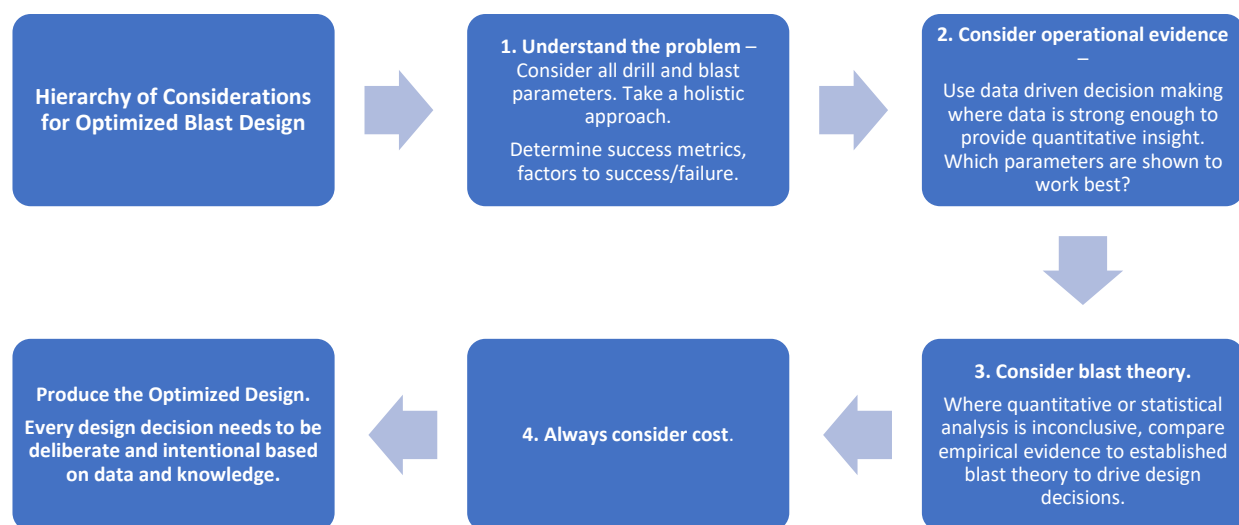 Hierarchy of Considerations
for Optimized Blast Design
1. Understand the problem –
Consider all drill and blast
parameters. Take a holistic
approach.
Determine success metrics,
factors to success/failure.
2. Consider operational evidence
–
Use data driven decision making
where data is strong enough to
provide quantitative insight.
Which parameters are shown to
work best?
3. Consider blast theory.
Where quantitative or statistical
analysis is inconclusive, compare
empirical evidence to established
blast theory to drive design
decisions.
4. Always consider cost.
Produce the Optimized Design.
Every design decision needs to be
deliberate and intentional based
on data and knowledge.